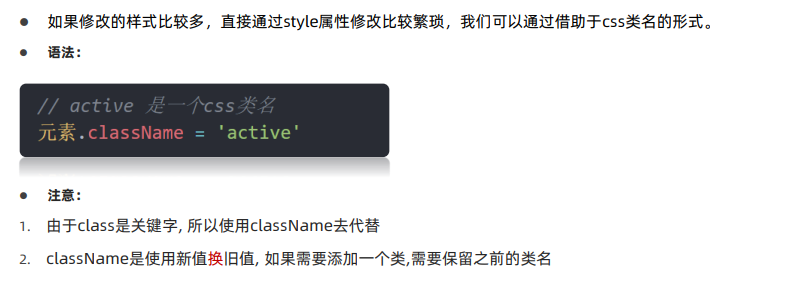 ● 如果修改的样式比较多，直接通过style属性修改比较繁琐，我们可以通过借助于css类名的形式。
● 语法：
// active 是一个css类名
元素.className = 'active'
● 注意：
1. 由于class是关键字, 所以使用className去代替
2. className是使用新值换旧值, 如果需要添加一个类,需要保留之前的类名